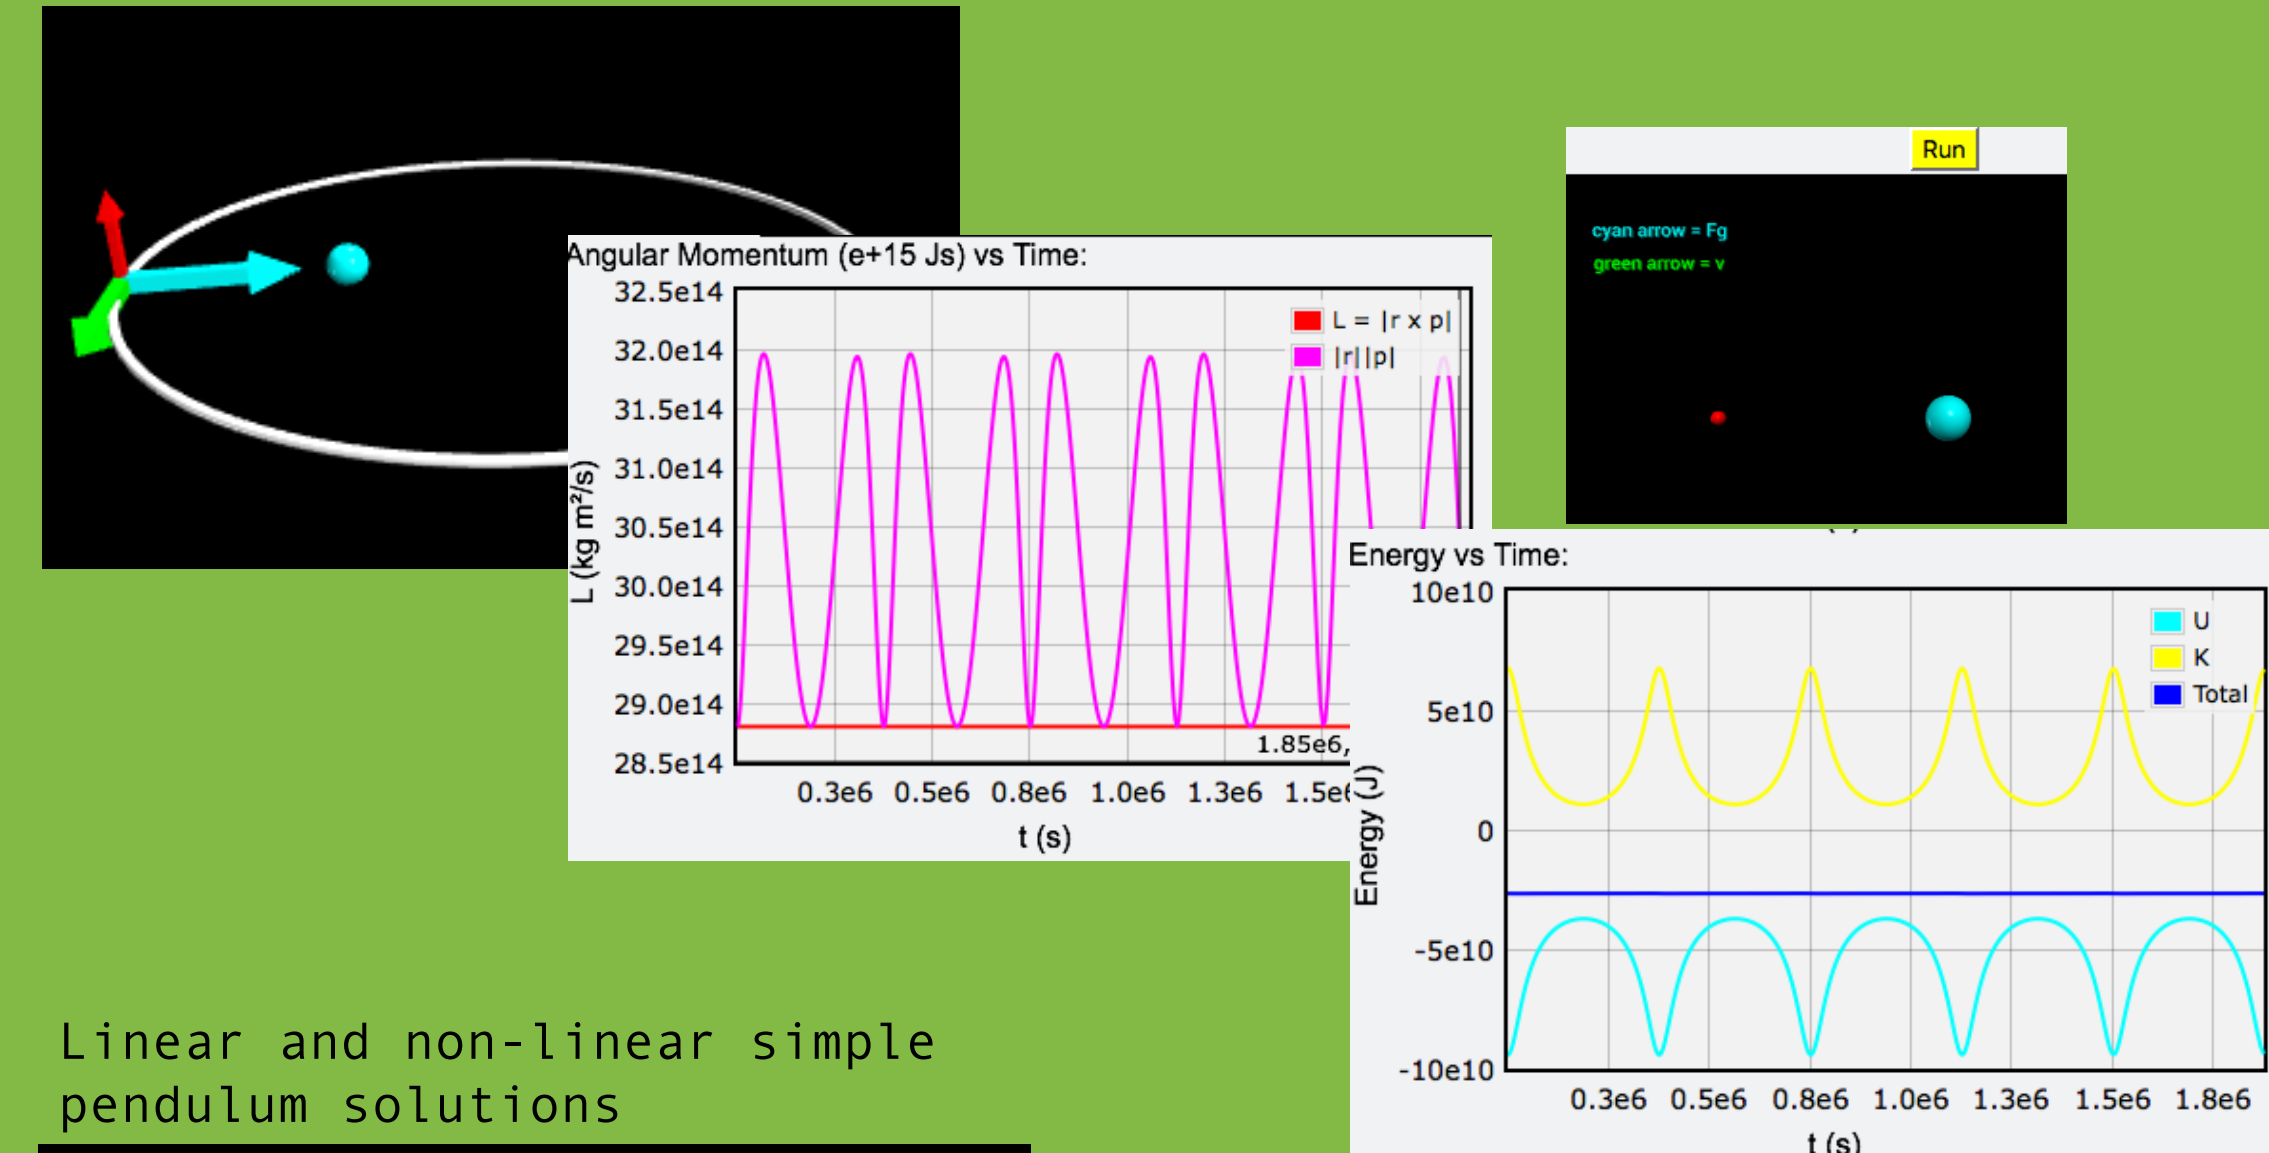 Run
cyan arrow = Fg
green arrow = v
Angular Momentum (e+15 Js) vs Time:
32.5e14
32.0e14
31.5e14
31.0e14
30.5e14
30.0e14
29.5e14
29.0e14
28.5e14
L (kg m²/s)
L = |r x p|
|r||p|
1.85e6,
0.3e6 0.5e6 0.8e6 1.0e6 1.3e6 1.5e6
t (s)
Energy vs Time:
10e10
5e10
0
-5e10
-10e10
Energy (J)
U
K
Total
0.3e6 0.5e6 0.8e6 1.0e6 1.3e6 1.5e6 1.8e6
t (s)
Linear and non-linear simple
pendulum solutions